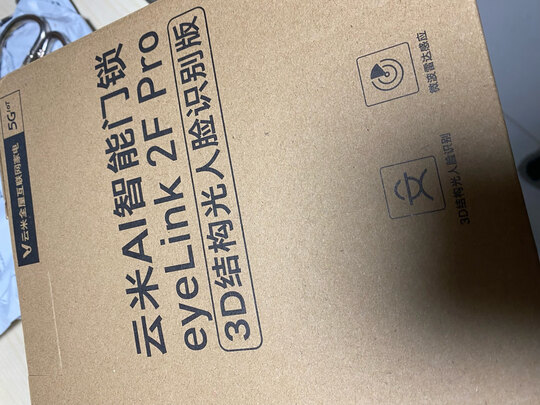 云米全屋互联网家电
5G IoT
云米AI智能门锁
eyeLink 2F Pro
3D结构光人脸识别版
微波雷达感应
3D结构光人脸识别